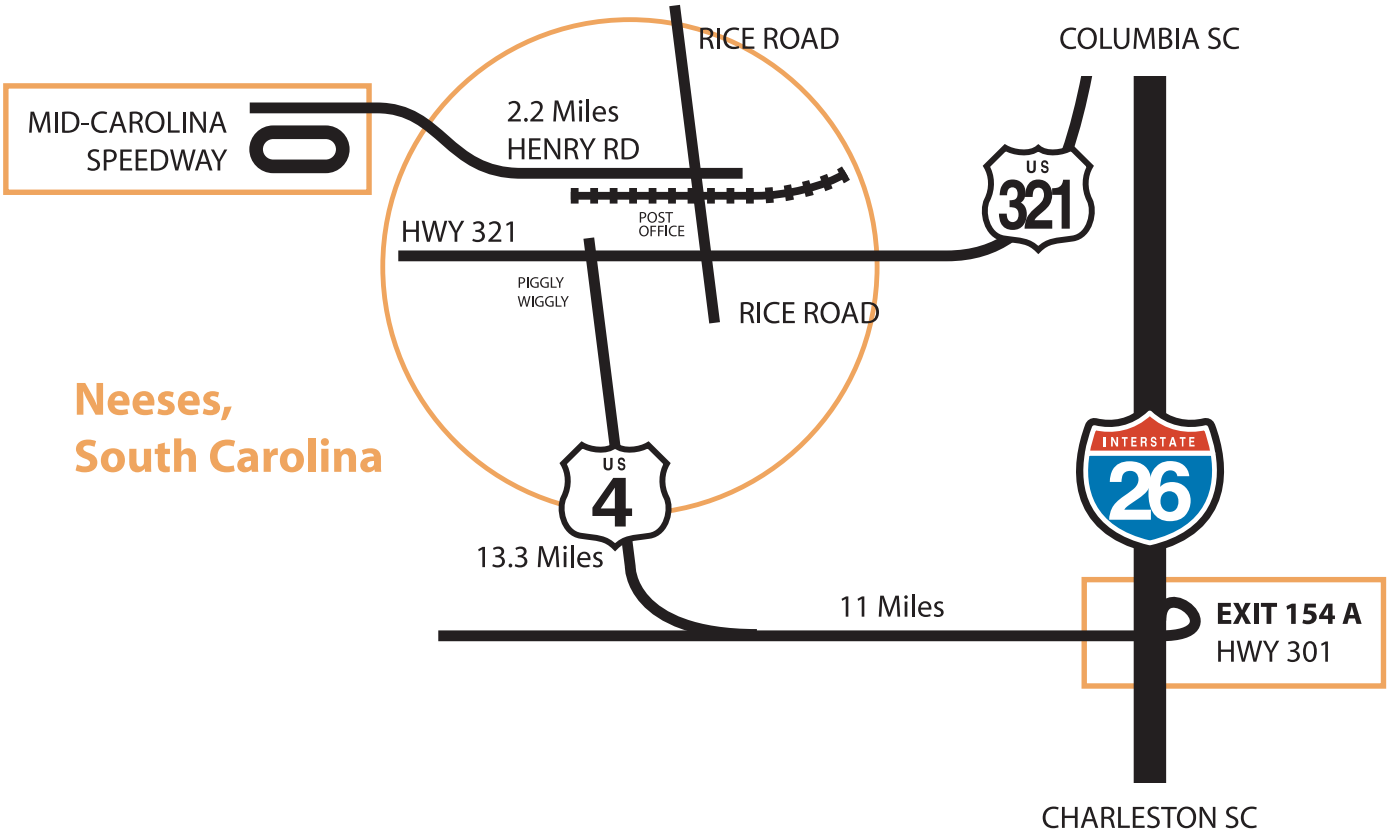 RICE ROAD
COLUMBIA SC
MID-CAROLINA
SPEEDWAY
2.2 Miles
HENRY RD
US
321
POST
OFFICE
HWY 321
PIGGLY
WIGGLY
RICE ROAD
Neeses,
South Carolina
INTERSTATE
26
US
4
13.3 Miles
11 Miles
EXIT 154 A
HWY 301
CHARLESTON SC